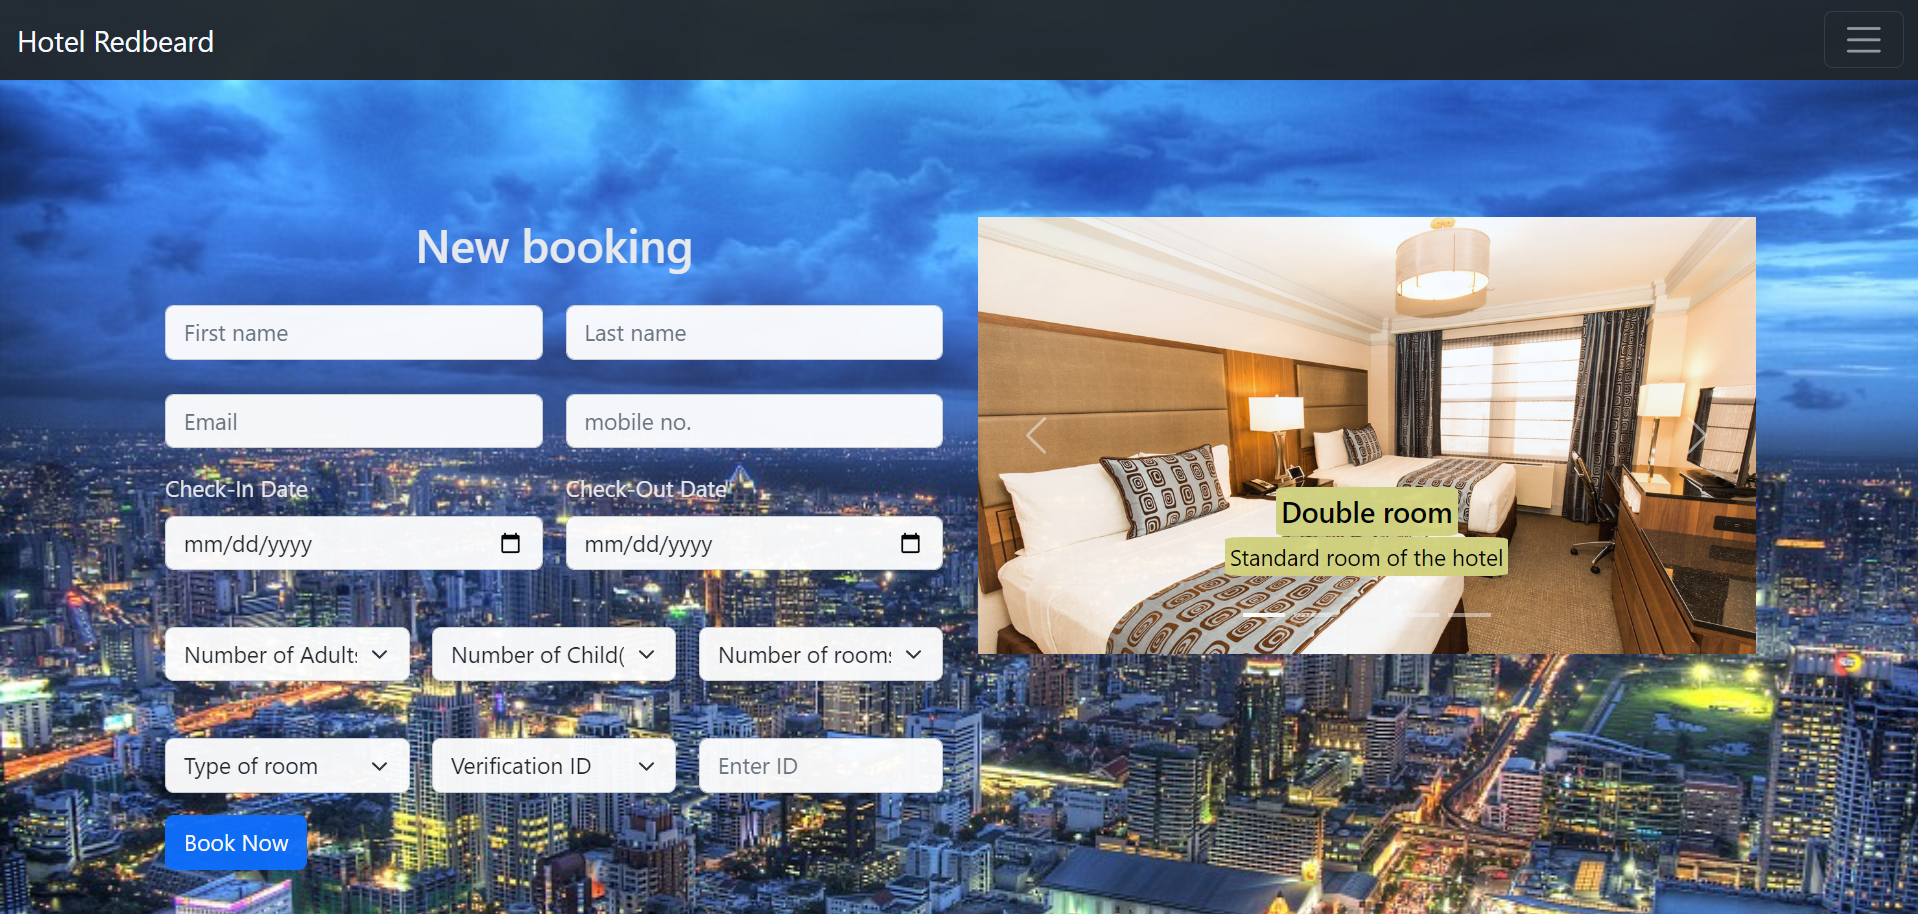 Hotel Redbeard
New booking
First name
Last name
Email
mobile no.
Check-In Date
Check-Out Date
mm/dd/yyyy
mm/dd/yyyy
Number of Adults
Number of Child(
Number of rooms
Type of room
Verification ID
Enter ID
Book Now
Double room
Standard room of the hotel